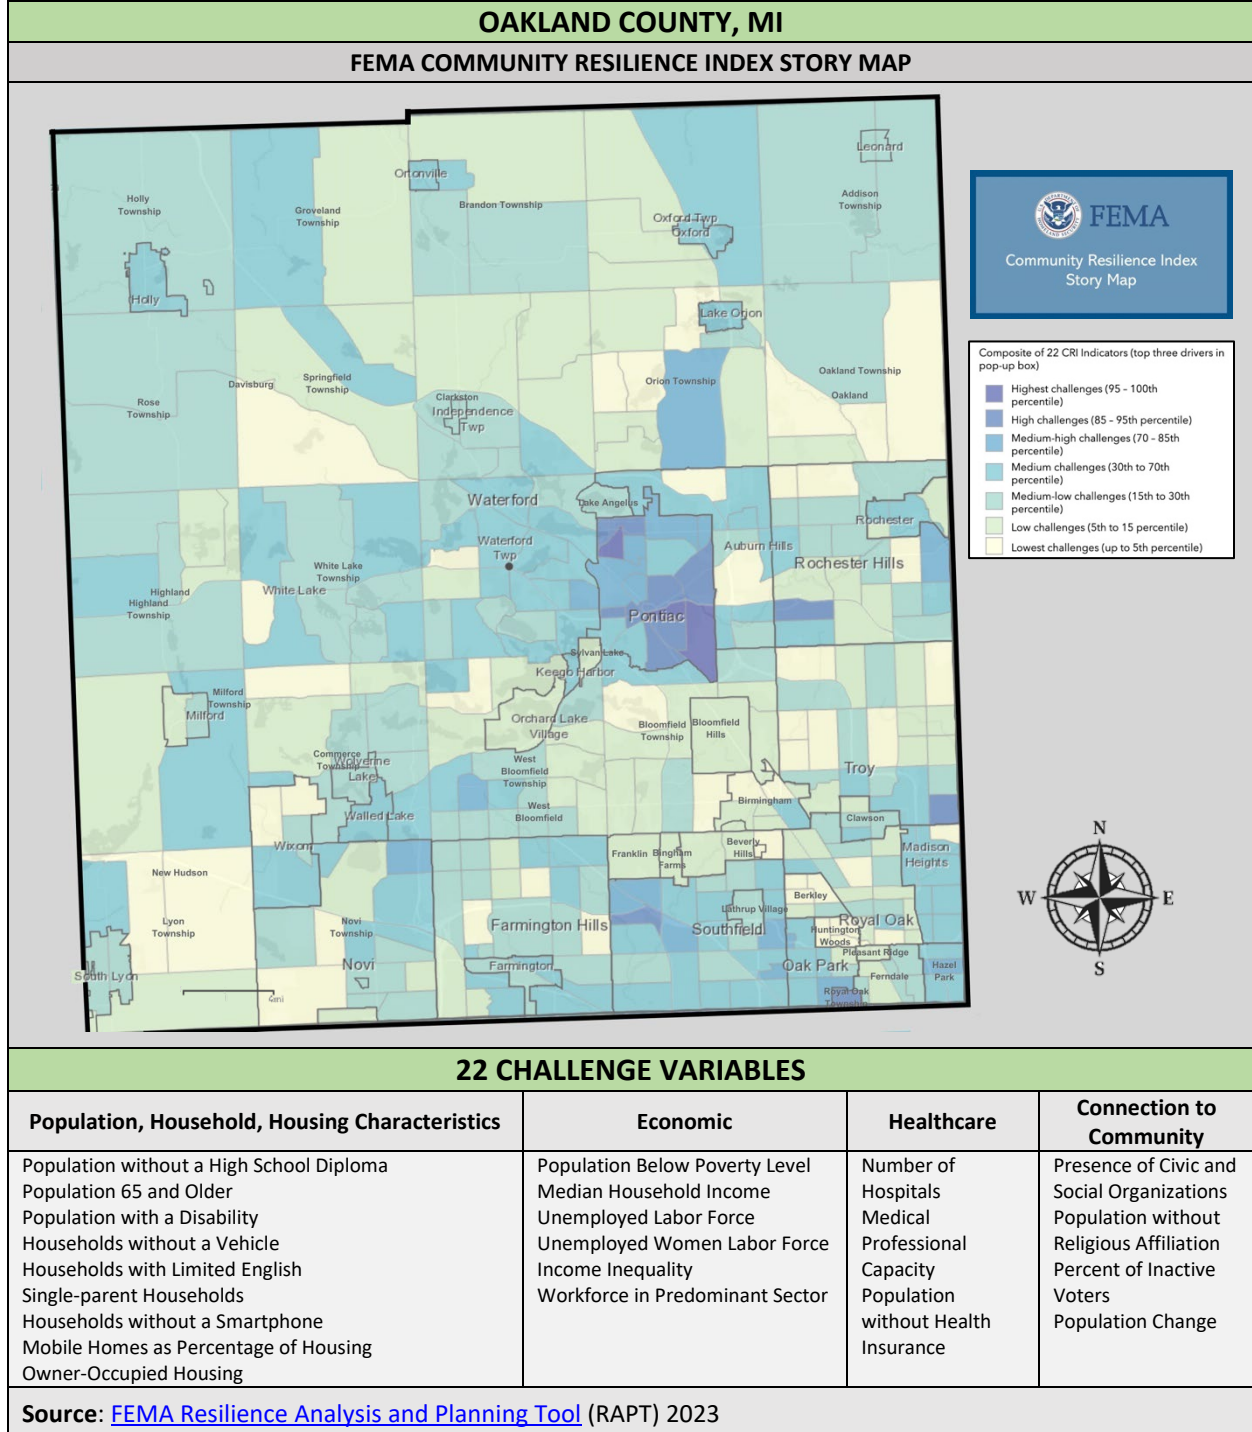 OAKLAND COUNTY, MI
FEMA COMMUNITY RESILIENCE INDEX STORY MAP
Leonard
Ortonville
Holly
Township
Groveland
Township
Brandon Township
Addison
Township
Oxford Twp
Oxford
Holly
Lake Orion
Davisburg
Springfield
Township
Orion Township
Oakland Township
Oakland
Rose
Township
Clarkston
Independence
Twp
Waterford
Lake Angelus
Rochester
Waterford
Twp
Auburn Hills
Rochester Hills
White Lake
Township
White Lake
Highland
Highland
Township
Pontiac
Sylvan Lake
Keego Harbor
Milford
Township
Milford
Orchard Lake
Village
Bloomfield
Township
Bloomfield
Hills
Commerce
Township
Wolverine
Lake
West
Bloomfield
Township
Troy
West
Bloomfield
Birmingham
Walled Lake
Clawson
Wixom
Franklin
Bingham
Farms
Beverly
Hills
Madison
Heights
New Hudson
Berkley
Lathrup Village
Lyon
Township
Novi
Township
Farmington Hills
Southfield
Royal Oak
Huntington
Woods
Pleasant Ridge
Novi
Farmington
Oak Park
Ferndale
Hazel
Park
South Lyon
Royal Oak
Township
4mi
U.S. DEPARTMENT OF
HOMELAND SECURITY
FEMA
Community Resilience Index
Story Map
Composite of 22 CRI Indicators (top three drivers in
pop-up box)
Highest challenges (95 - 100th
percentile)
High challenges (85 - 95th percentile)
Medium-high challenges (70 - 85th
percentile)
Medium challenges (30th to 70th
percentile)
Medium-low challenges (15th to 30th
percentile)
Low challenges (5th to 15 percentile)
Lowest challenges (up to 5th percentile)
N
W
E
S
22 CHALLENGE VARIABLES
Population, Household, Housing Characteristics
Population without a High School Diploma
Population 65 and Older
Population with a Disability
Households without a Vehicle
Households with Limited English
Single-parent Households
Households without a Smartphone
Mobile Homes as Percentage of Housing
Owner-Occupied Housing
Economic
Population Below Poverty Level
Median Household Income
Unemployed Labor Force
Unemployed Women Labor Force
Income Inequality
Workforce in Predominant Sector
Healthcare
Number of
Hospitals
Medical
Professional
Capacity
Population
without Health
Insurance
Connection to
Community
Presence of Civic and
Social Organizations
Population without
Religious Affiliation
Percent of Inactive
Voters
Population Change
Source: FEMA Resilience Analysis and Planning Tool (RAPT) 2023